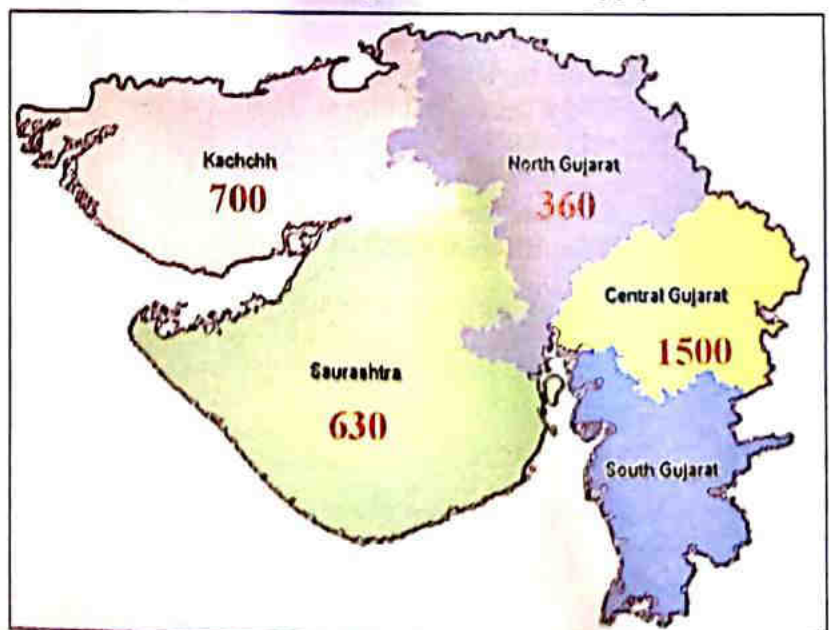 Kachchh
700
North Gujarat
360
Central Gujarat
1500
Saurashtra
630
South Gujarat